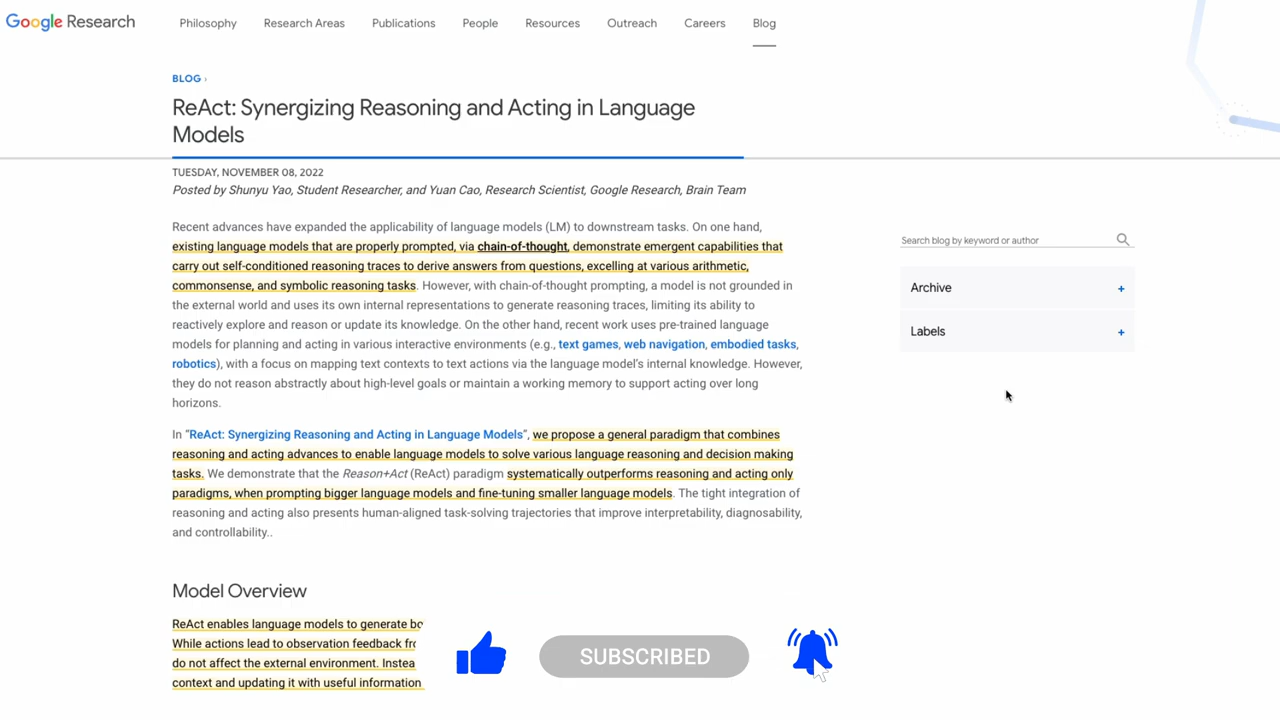 Google Research
Philosophy Research Areas Publications People Resources Outreach Careers Blog
BLOG ›
ReAct: Synergizing Reasoning and Acting in Language
Models
TUESDAY, NOVEMBER 08, 2022
Posted by Shunyu Yao, Student Researcher, and Yuan Cao, Research Scientist, Google Research, Brain Team
Recent advances have expanded the applicability of language models (LM) to downstream tasks. On one hand,
existing language models that are properly prompted, via chain-of-thought, demonstrate emergent capabilities that
carry out self-conditioned reasoning traces to derive answers from questions, excelling at various arithmetic,
commonsense, and symbolic reasoning tasks. However, with chain-of-thought prompting, a model is not grounded in
the external world and uses its own internal representations to generate reasoning traces, limiting its ability to
reactively explore and reason or update its knowledge. On the other hand, recent work uses pre-trained language
models for planning and acting in various interactive environments (e.g., text games, web navigation, embodied tasks,
robotics), with a focus on mapping text contexts to text actions via the language model's internal knowledge. However,
they do not reason abstractly about high-level goals or maintain a working memory to support acting over long
horizons.
In "ReAct: Synergizing Reasoning and Acting in Language Models", we propose a general paradigm that combines
reasoning and acting advances to enable language models to solve various language reasoning and decision making
tasks. We demonstrate that the Reason+Act (ReAct) paradigm systematically outperforms reasoning and acting only
paradigms, when prompting bigger language models and fine-tuning smaller language models. The tight integration of
reasoning and acting also presents human-aligned task-solving trajectories that improve interpretability, diagnosability,
and controllability..
Model Overview
ReAct enables language models to generate
While actions lead to observation feedback
do not affect the external environment.
context and updating it with useful information
Search blog by keyword or author
Archive +
Labels +
SUBSCRIBED